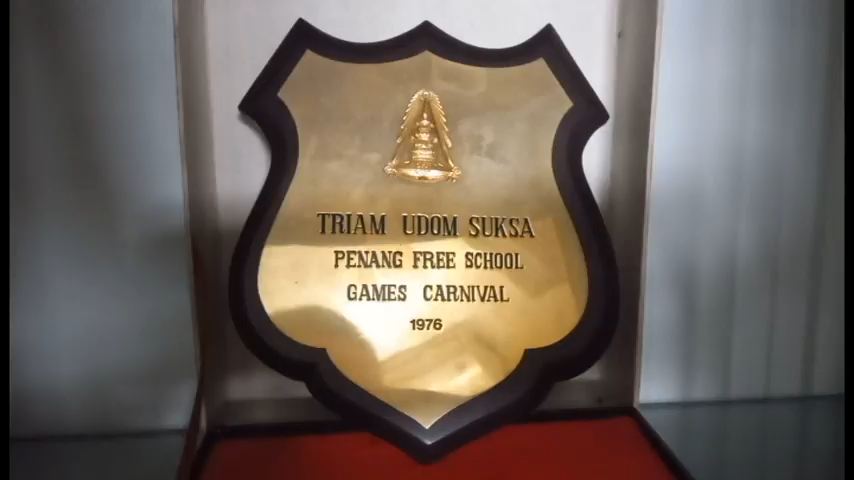 TRIAM UDOM SUKSA
PENANG FREE SCHOOL
GAMES CARNIVAL
1976